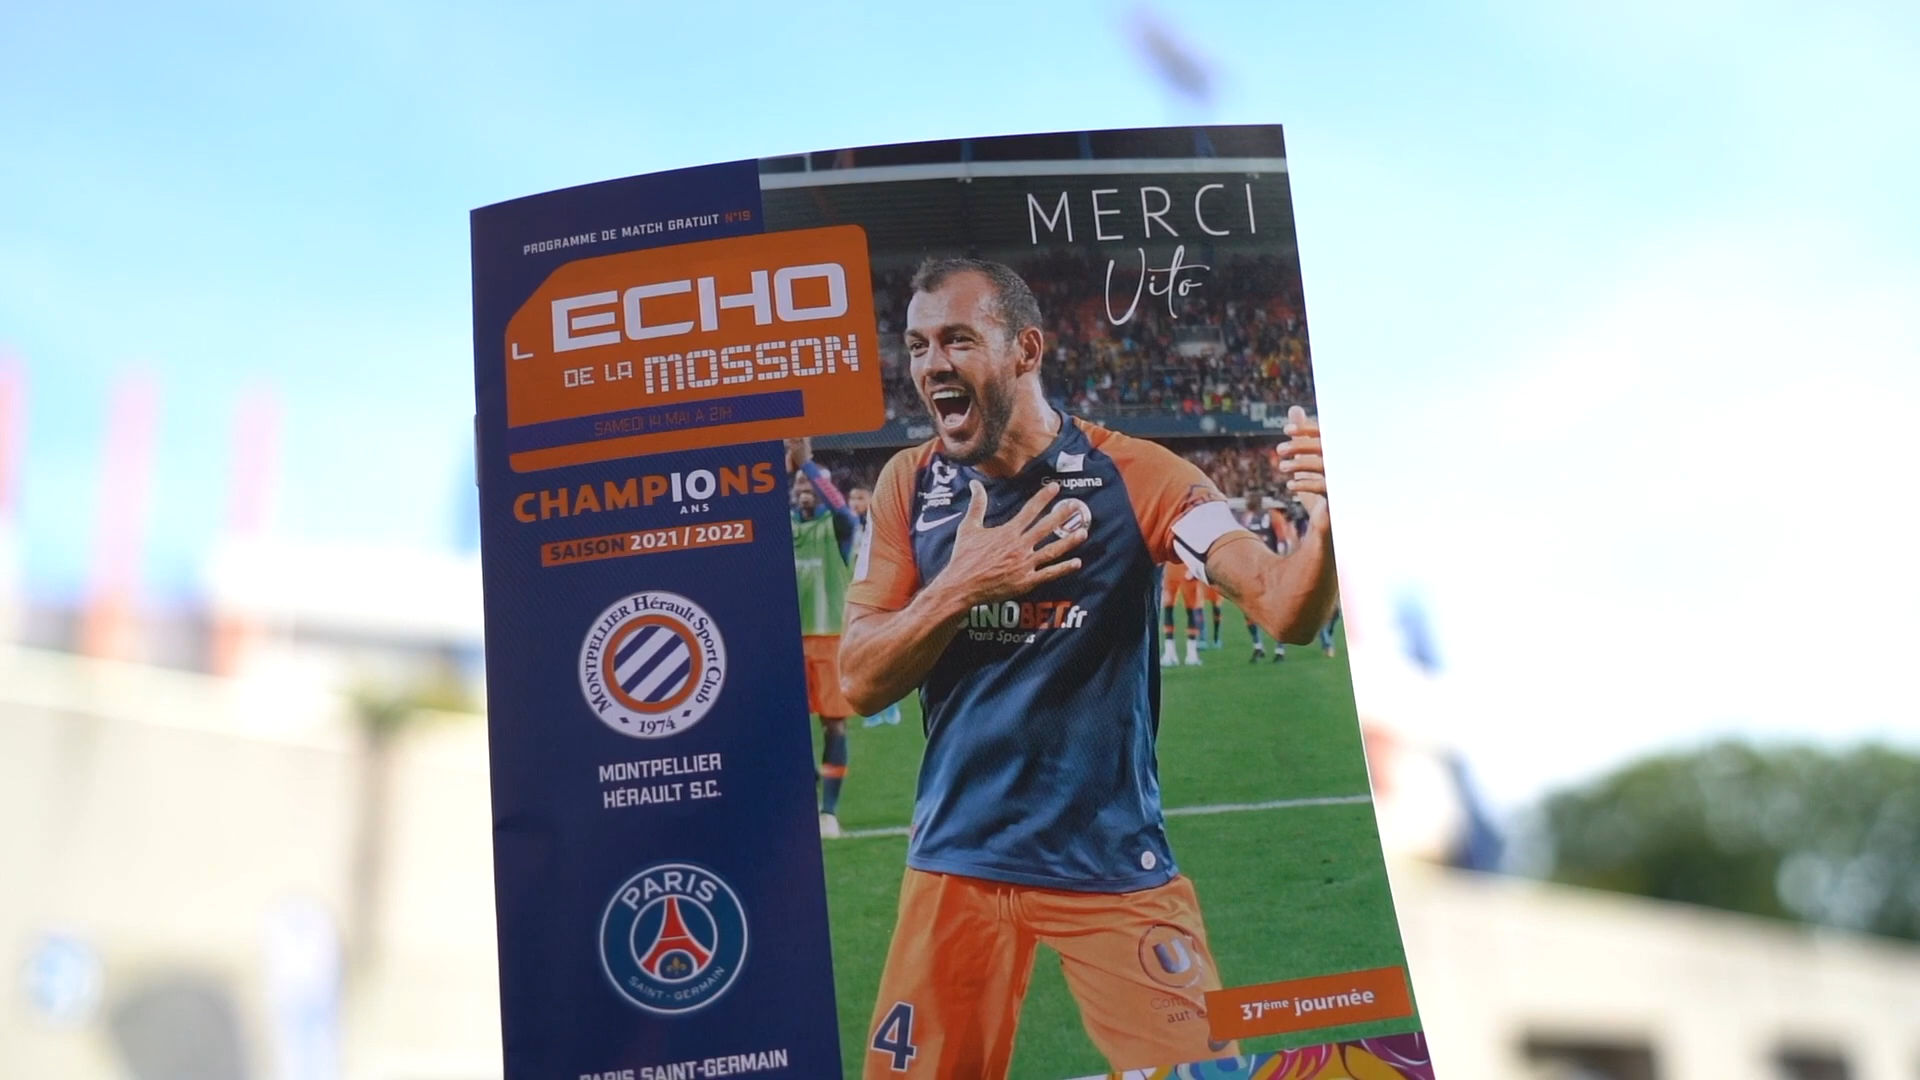 PROGRAMME DE MATCH GRATUIT N°19
L'ECHO
DE LA MOSSON
SAMEDI 14 MAI À 21H
CHAMPIONS
ANS
SAISON 2021 / 2022
MONTPELLIER Hérault Sport Club
1974
MONTPELLIER
HÉRAULT S.C.
PARIS
SAINT-GERMAIN
PARIS SAINT-GERMAIN
MERCI
Vito
Groupama
INOBET.fr
Paris Sportifs
U
4
37ème journée